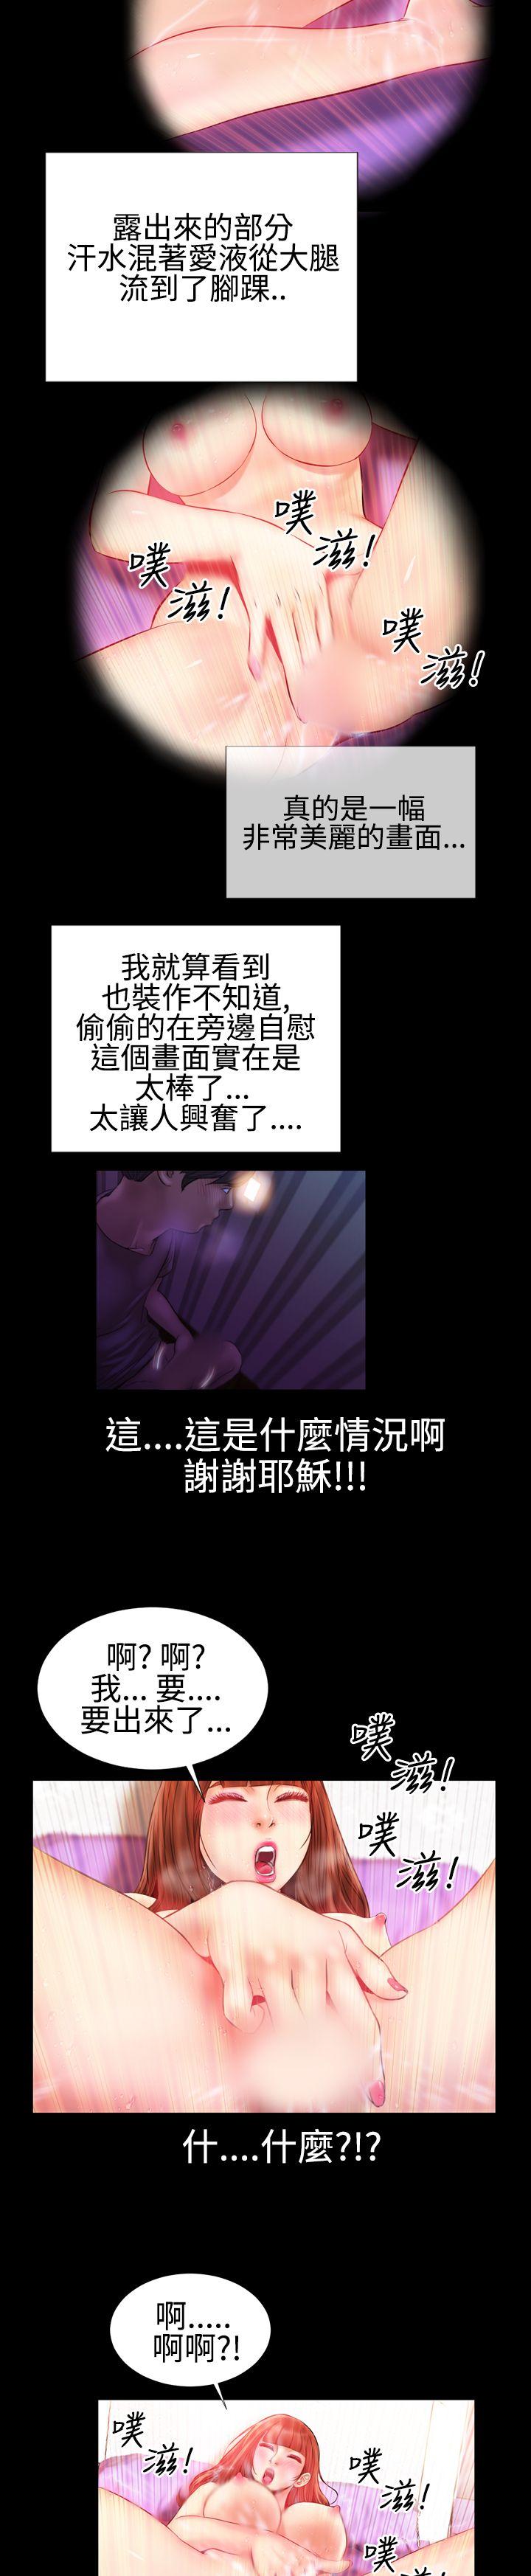 露出來的部分
汗水混著愛液從大腿
流到了腳踝..
噗
滋!
噗
滋!
噗
滋!
真的是一幅
非常美麗的畫面...
我就算看到
也裝作不知道,
偷偷的在旁邊自慰
這個畫面實在是
太棒了...
太讓人興奮了....
這....這是什麼情況啊
謝謝耶穌!!!
啊? 啊?
我... 要....
要出來了...
噗
滋!
噗
滋!
什....什麼?!?
啊.....
啊啊?!
噗
滋!
噗
滋!
噗
滋!